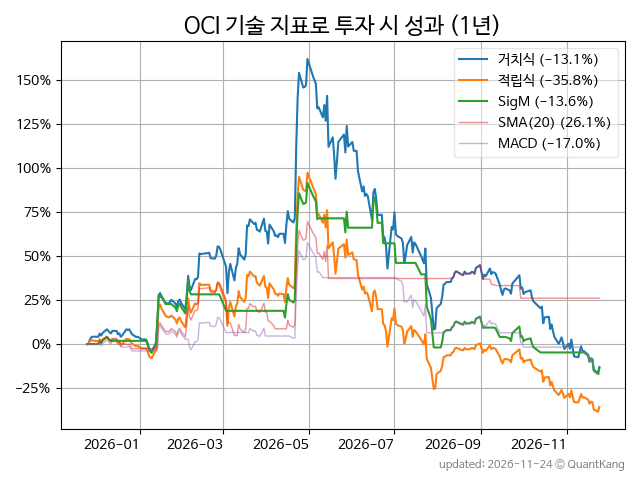 OCI 기술 지표로 투자 시 성과 (1년)
거치식 (−13.1%)
적립식 (−35.8%)
SigM (−13.6%)
SMA(20) (26.1%)
MACD (−17.0%)
150%
125%
100%
75%
50%
25%
0%
−25%
2026−01 2026−03 2026−05 2026−07 2026−09 2026−11
updated: 2026-11-24 © QuantKang